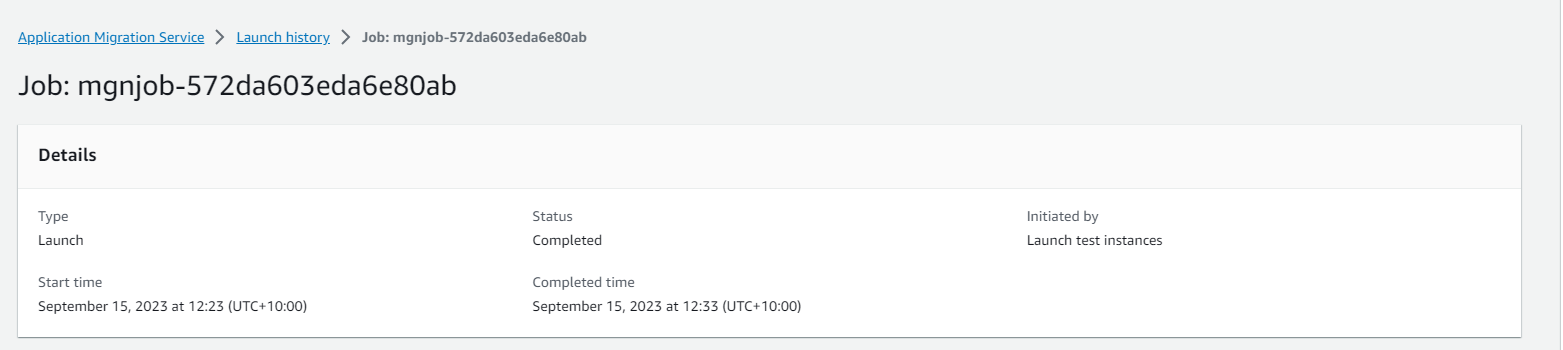 Application Migration Service > Launch history > Job: mgnjob-572da603eda6e80ab
Job: mgnjob-572da603eda6e80ab
Details
Type Status Initiated by
Launch Completed Launch test instances
Start time Completed time
September 15, 2023 at 12:23 (UTC+10:00) September 15, 2023 at 12:33 (UTC+10:00)